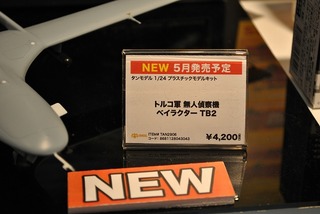 NEW 5月発売予定
タンモデル 1/24 プラスチックモデルキット
トルコ軍 無人偵察機
ベイラクター TB2
¥4,200
NEW